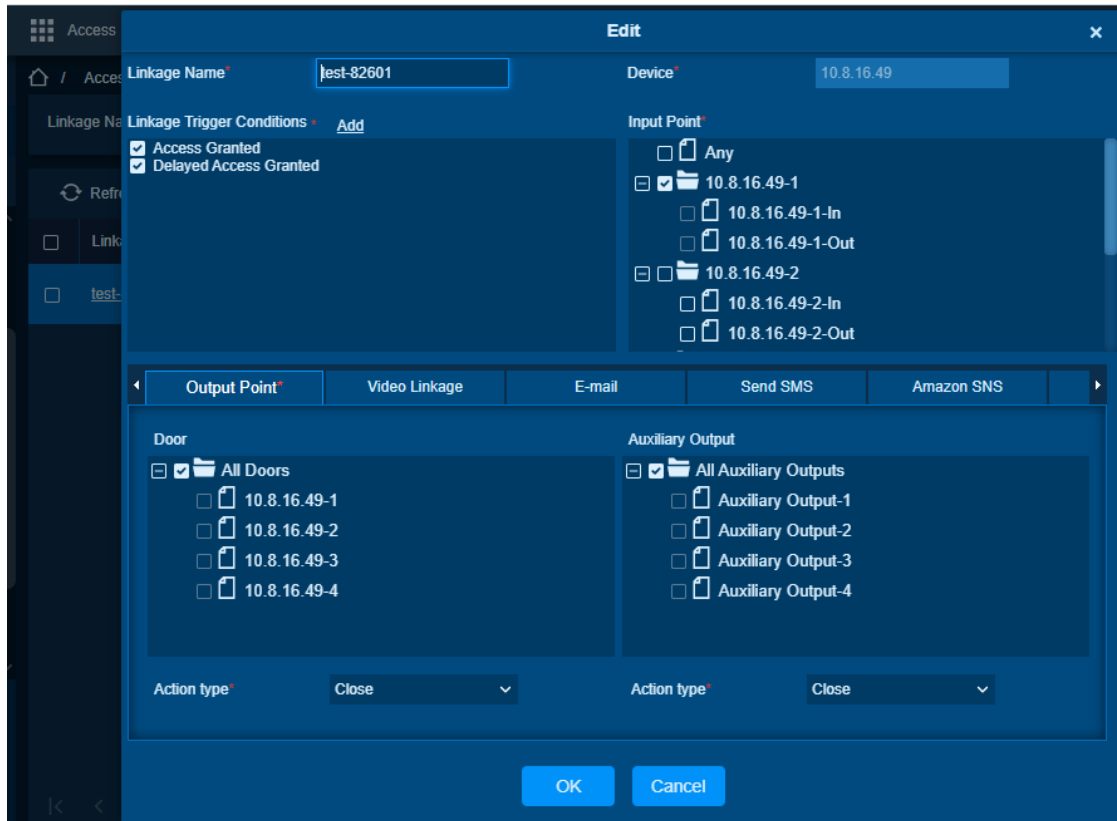 Access
Edit
×
/ Acces
Linkage Name*
test-82601
Device*
10.8.16.49
Linkage Na
Linkage Trigger Conditions *
Add
Input Point*
Access Granted
Delayed Access Granted
Any
10.8.16.49-1
10.8.16.49-1-In
10.8.16.49-1-Out
10.8.16.49-2
10.8.16.49-2-In
10.8.16.49-2-Out
Refre
Link
test-
Output Point*
Video Linkage
E-mail
Send SMS
Amazon SNS
Door
All Doors
10.8.16.49-1
10.8.16.49-2
10.8.16.49-3
10.8.16.49-4
Auxiliary Output
All Auxiliary Outputs
Auxiliary Output-1
Auxiliary Output-2
Auxiliary Output-3
Auxiliary Output-4
Action type*
Close
Action type*
Close
OK
Cancel